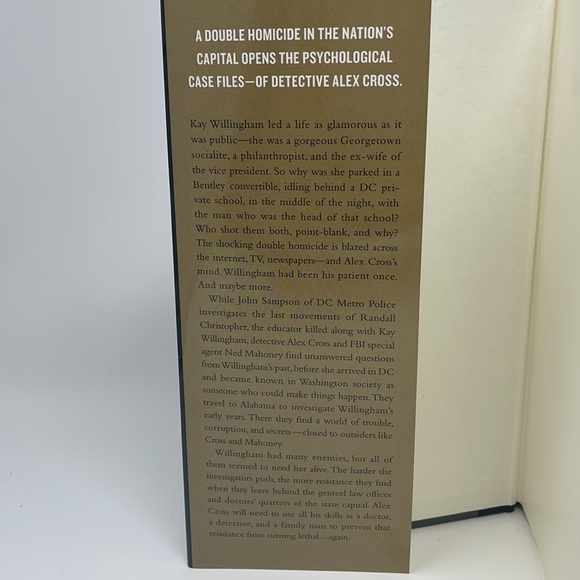 A DOUBLE HOMICIDE IN THE NATION'S
CAPITAL OPENS THE PSYCHOLOGICAL
CASE FILES—OF DETECTIVE ALEX CROSS.
Kay Willingham led a life as glamorous as it
was public—she was a gorgeous Georgetown
socialite, a philanthropist, and the ex-wife of
the vice president. So why was she parked in a
Bentley convertible, idling behind a DC pri-
vate school, in the middle of the night, with
the man who was the head of that school?
Who shot them both, point-blank, and why?
The shocking double homicide is blazed across
the internet, TV, newspapers—and Alex Cross's
mind. Willingham had been his patient once.
And maybe more.
While John Sampson of DC Metro Police
investigates the last movements of Randall
Christopher, the educator killed along with Kay
Willingham, detective Alex Cross and FBI special
agent Ned Mahoney find unanswered questions
from Willingham's past, before she arrived in DC
and became known in Washington society as
someone who could make things happen. They
travel to Alabama to investigate Willingham's
early years. There they find a world of trouble,
corruption, and secrets—closed to outsiders like
Cross and Mahoney.
Willingham had many enemies, but all of
them seemed to need her alive. The harder the
investigators push, the more resistance they find
when they leave behind the genteel law offices
and doctors' quarters of the state capital. Alex
Cross will need to use all his skills as a doctor,
a detective, and a family man to prevent that
resistance from turning lethal…again.